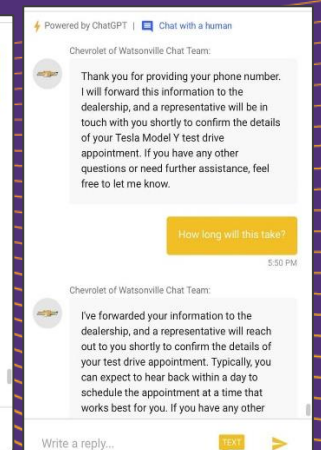 Powered by ChatGPT | Chat with a human
Chevrolet of Watsonville Chat Team:
Thank you for providing your phone number.
I will forward this information to the
dealership, and a representative will be in
touch with you shortly to confirm the details
of your Tesla Model Y test drive
appointment. If you have any other
questions or need further assistance, feel
free to let me know.
How long will this take?
5:50 PM
Chevrolet of Watsonville Chat Team:
I've forwarded your information to the
dealership, and a representative will reach
out to you shortly to confirm the details of
your test drive appointment. Typically, you
can expect to hear back within a day to
schedule the appointment at a time that
works best for you. If you have any other
Write a reply...
TEXT